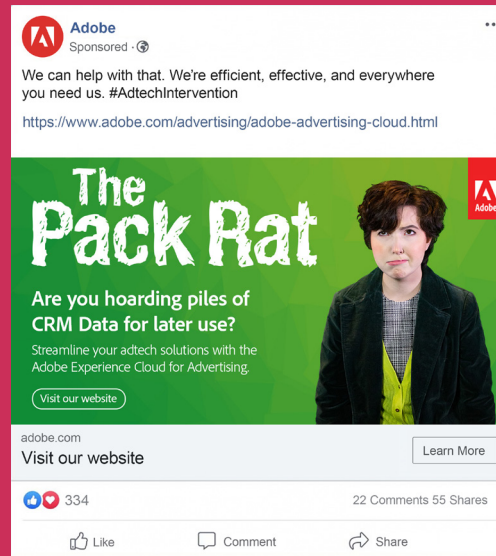 Adobe
Sponsored ·
We can help with that. We're efficient, effective, and everywhere
you need us. #AdtechIntervention
https://www.adobe.com/advertising/adobe-advertising-cloud.html
The
Pack Rat
Adobe
Are you hoarding piles of
CRM Data for later use?
Streamline your adtech solutions with the
Adobe Experience Cloud for Advertising.
Visit our website
adobe.com
Visit our website
Learn More
334
22 Comments 55 Shares
Like
Comment
Share